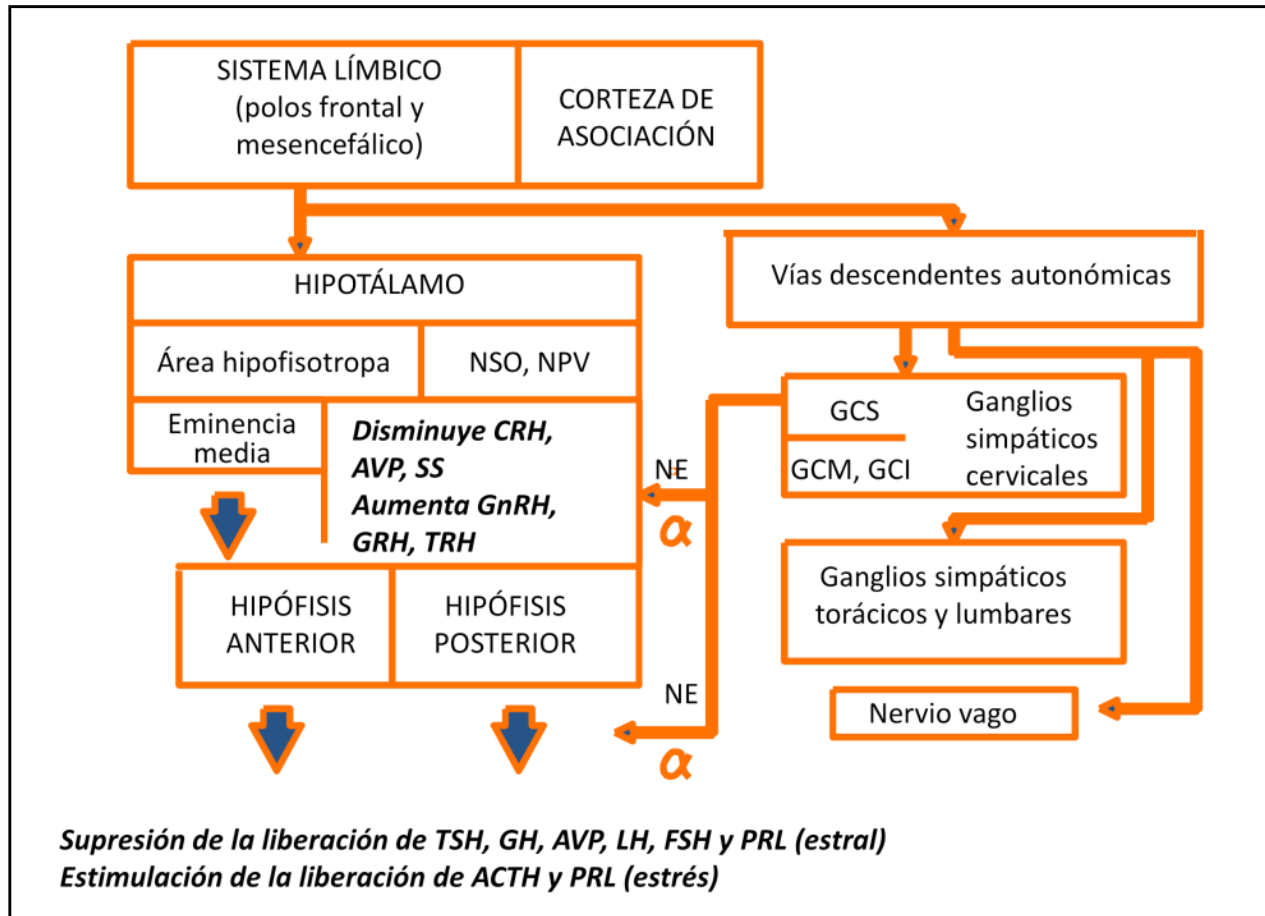 SISTEMA LÍMBICO
(polos frontal y
mesencefálico)
CORTEZA DE
ASOCIACIÓN
HIPOTÁLAMO
Vías descendentes autonómicas
Área hipofisotropa
NSO, NPV
Eminencia
media
Disminuye CRH,
AVP, SS
Aumenta GnRH,
GRH, TRH
NE
α
GCS
GCM, GCI
Ganglios
simpáticos
cervicales
HIPÓFISIS
ANTERIOR
HIPÓFISIS
POSTERIOR
Ganglios simpáticos
torácicos y lumbares
NE
α
Nervio vago
Supresión de la liberación de TSH, GH, AVP, LH, FSH y PRL (estral)
Estimulación de la liberación de ACTH y PRL (estrés)